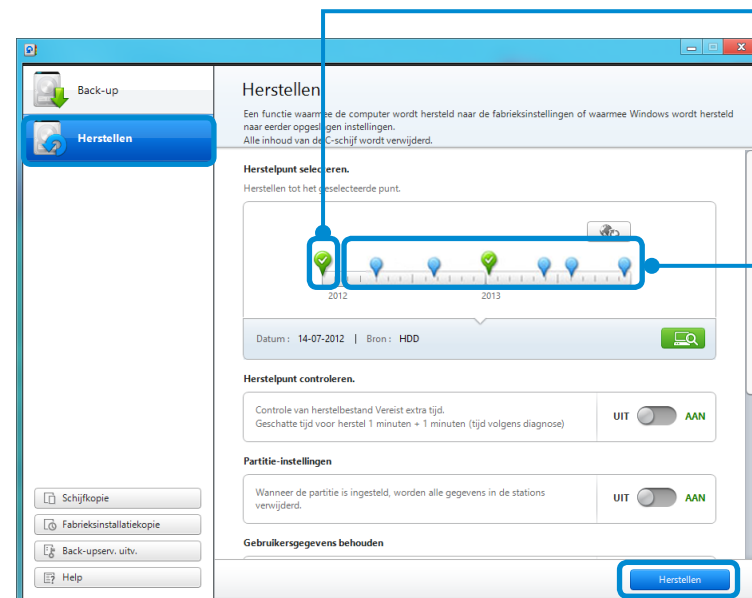 Back-up
Herstellen
Herstellen
Een functie waarmee de computer wordt hersteld naar de fabrieksinstellingen of waarmee Windows wordt hersteld
naar eerder opgeslagen instellingen.
Alle inhoud van de C-schijf wordt verwijderd.
Herstelpunt selecteren.
Herstellen tot het geselecteerde punt.
2012 2013
Datum : 14-07-2012 | Bron : HDD
Herstelpunt controleren.
Controle van herstelbestand Vereist extra tijd.
Geschatte tijd voor herstel 1 minuten + 1 minuten (tijd volgens diagnose)
UIT AAN
Partitie-instellingen
Wanneer de partitie is ingesteld, worden alle gegevens in de stations
verwijderd.
UIT AAN
Gebruikersgegevens behouden
Schijfkopie
Fabrieksinstallatiekopie
Back-upserv. uitv.
Help
Herstellen